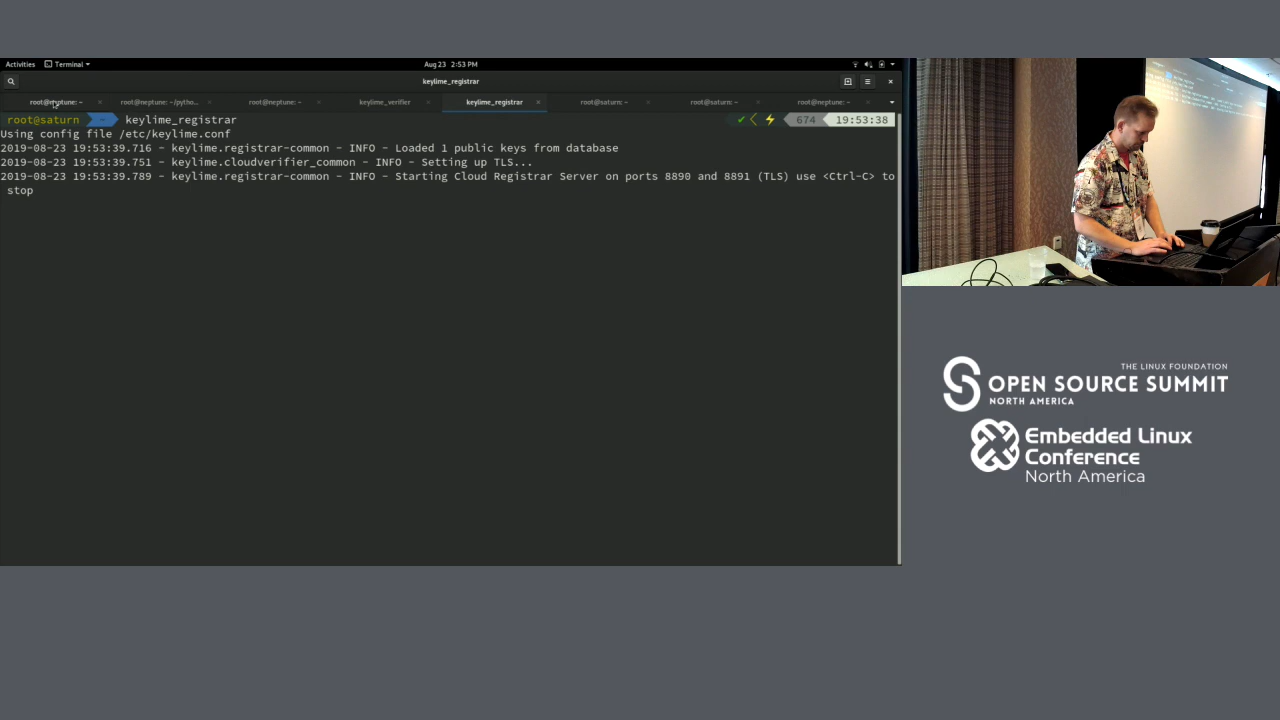 Activities Terminal Aug 23 2:53 PM
keylime_registrar
root@neptune: ~ root@neptune: ~/pytho... root@neptune: ~ keylime_verifier keylime_registrar root@saturn: ~ root@saturn: ~ root@neptune: ~
root@saturn ~ keylime_registrar 674 19:53:38
Using config file /etc/keylime.conf
2019-08-23 19:53:39.716 - keylime.registrar-common - INFO - Loaded 1 public keys from database
2019-08-23 19:53:39.751 - keylime.cloudverifier_common - INFO - Setting up TLS...
2019-08-23 19:53:39.789 - keylime.registrar-common - INFO - Starting Cloud Registrar Server on ports 8890 and 8891 (TLS) use <Ctrl-C> to
stop
THE LINUX FOUNDATION
OPEN SOURCE SUMMIT
NORTH AMERICA
Embedded Linux
Conference
North America